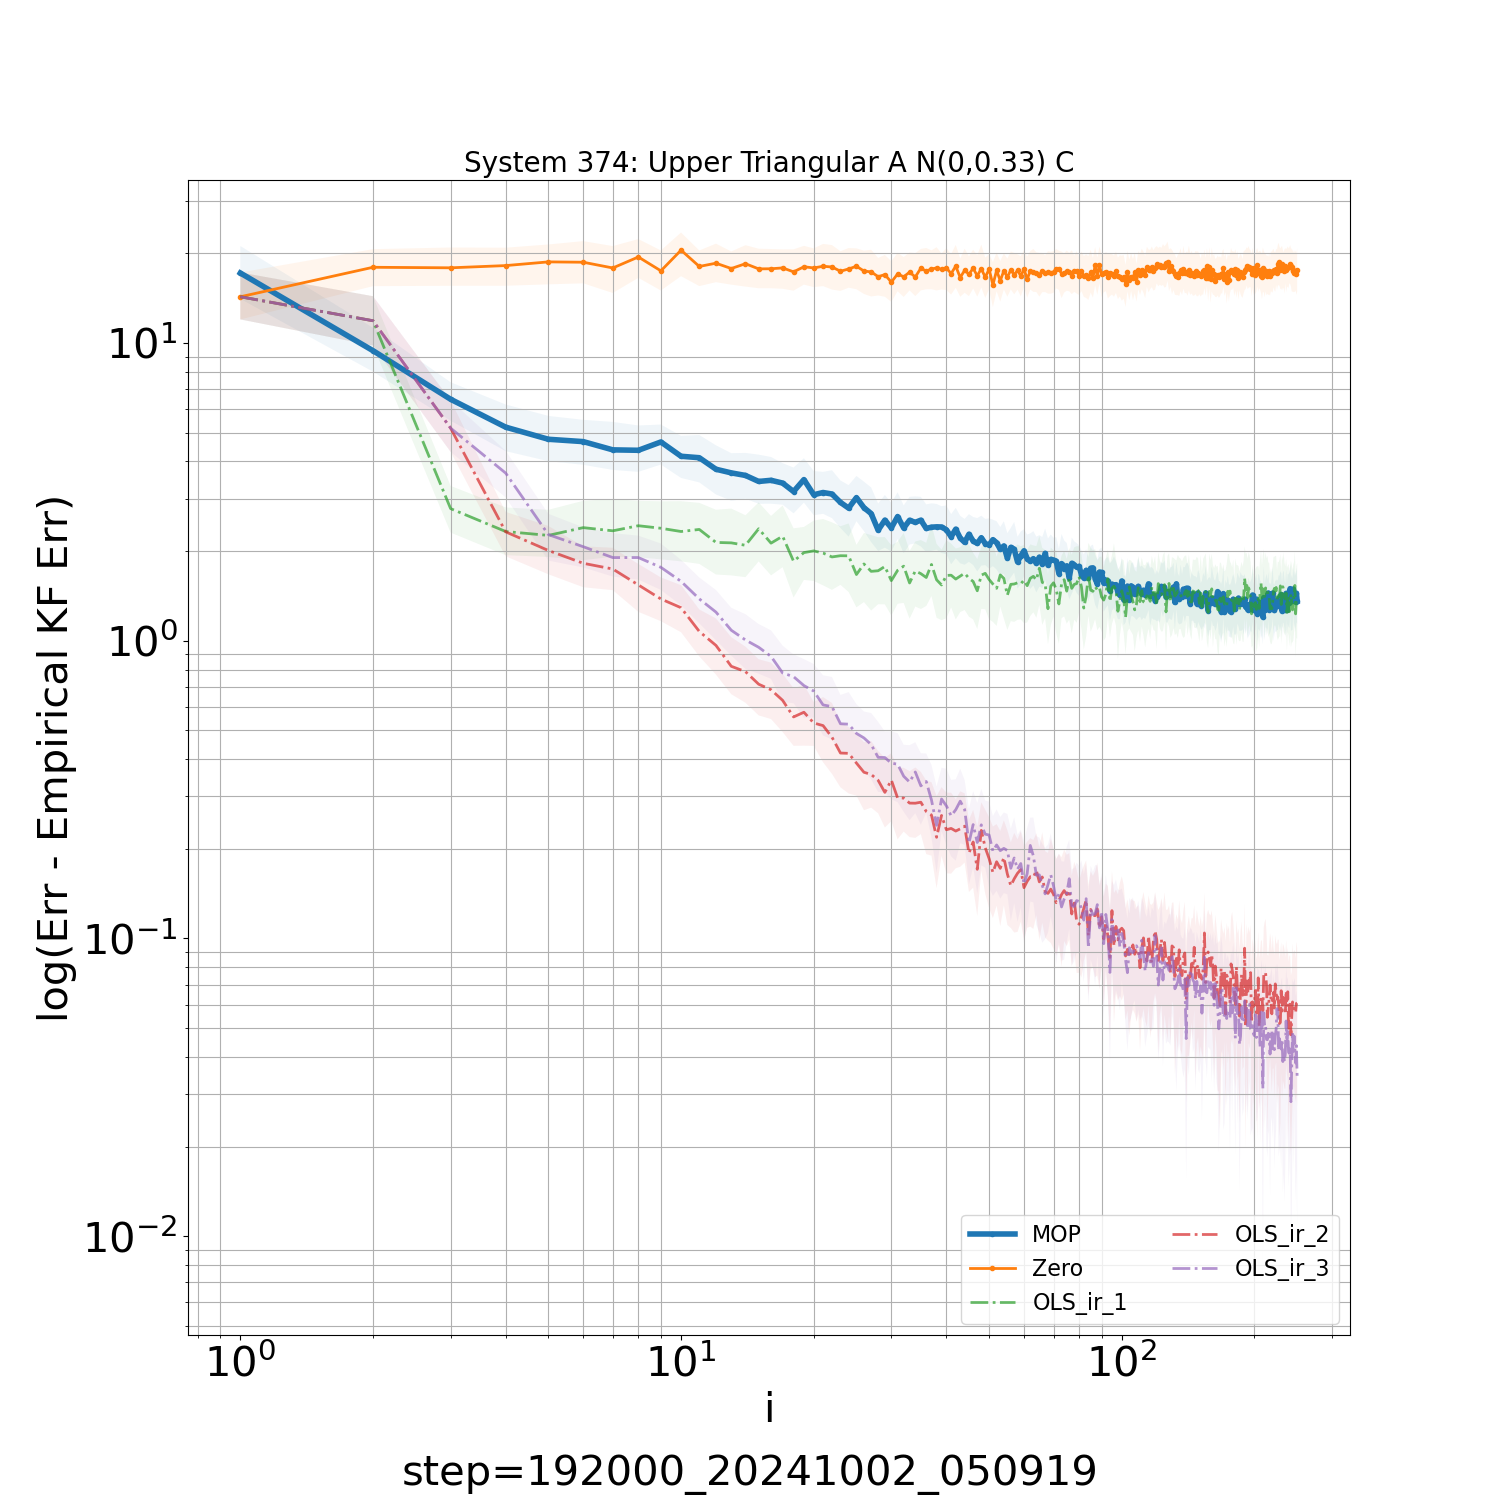 System 374: Upper Triangular A N(0,0.33) C
log(Err - Empirical KF Err)
10¹
10⁰
10⁻¹
10⁻²
MOP
Zero
OLS_ir_1
OLS_ir_2
OLS_ir_3
10⁰ 10¹ 10²
i
step=192000_20241002_050919